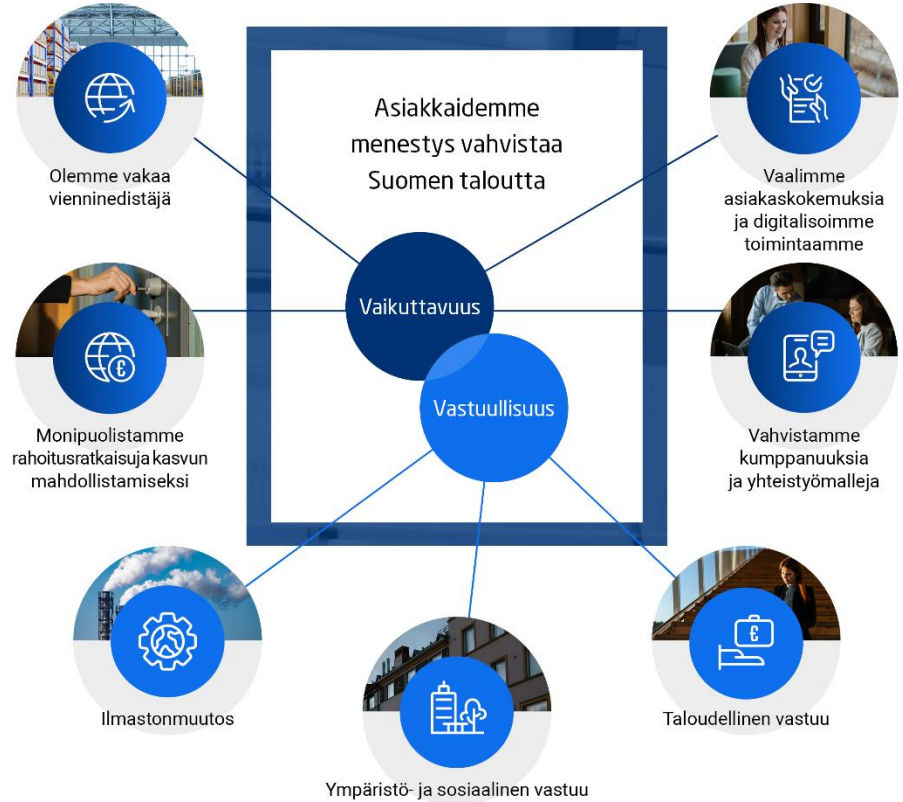 Asiakkaidemme
menestys vahvistaa
Suomen taloutta
Olemme vakaa
vienninedistäjä
Vaalimme
asiakaskokemuksia
ja digitalisoimme
toimintaamme
Vaikuttavuus
Vastuullisuus
Monipuolistamme
rahoitusratkaisuja kasvun
mahdollistamiseksi
Vahvistamme
kumppanuuksia
ja yhteistyömalleja
Ilmastonmuutos
£
£
Taloudellinen vastuu
Ympäristö- ja sosiaalinen vastuu